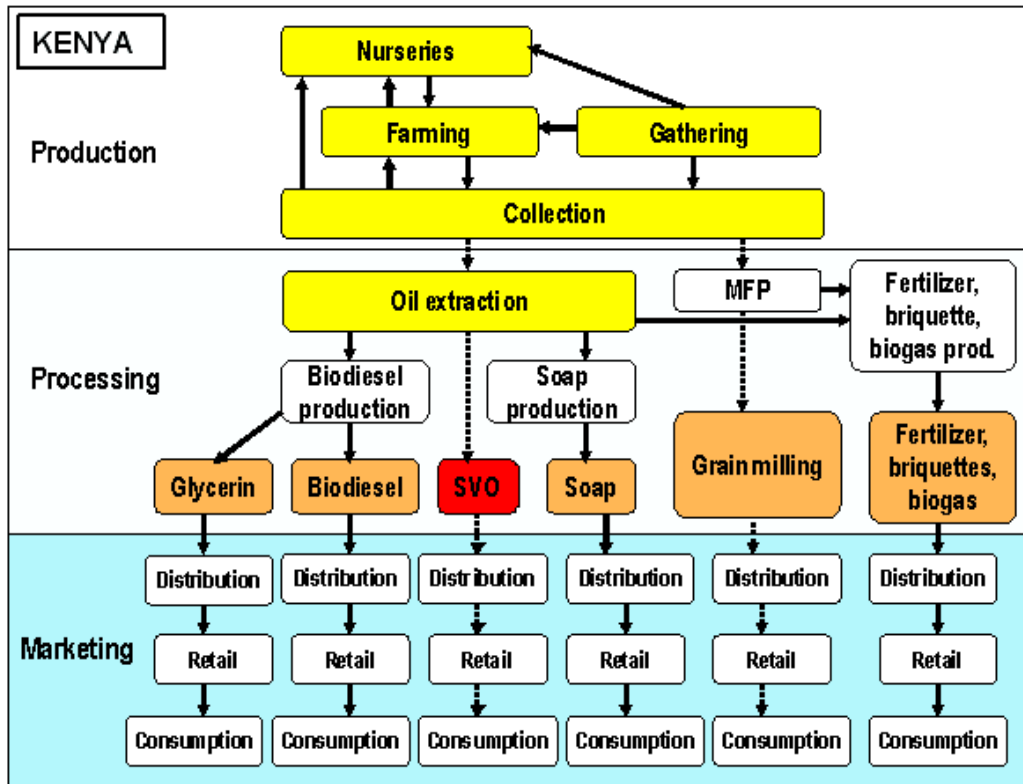 KENYA
Nurseries
Production
Farming
Gathering
Collection
Processing
Oil extraction
MFP
Fertilizer,
briquette,
biogas prod.
Biodiesel
production
Soap
production
Glycerin
Biodiesel
SVO
Soap
Grain milling
Fertilizer,
briquettes,
biogas
Marketing
Distribution
Distribution
Distribution
Distribution
Distribution
Distribution
Retail
Retail
Retail
Retail
Retail
Retail
Consumption
Consumption
Consumption
Consumption
Consumption
Consumption